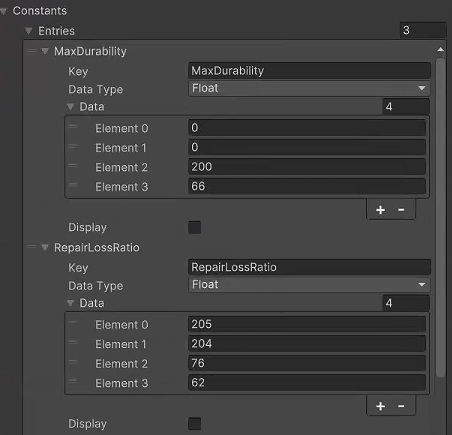 Constants
Entries 3
MaxDurability
Key MaxDurability
Data Type Float
Data 4
Element 0 0
Element 1 0
Element 2 200
Element 3 66
+ -
Display
RepairLossRatio
Key RepairLossRatio
Data Type Float
Data 4
Element 0 205
Element 1 204
Element 2 76
Element 3 62
+ -
Display